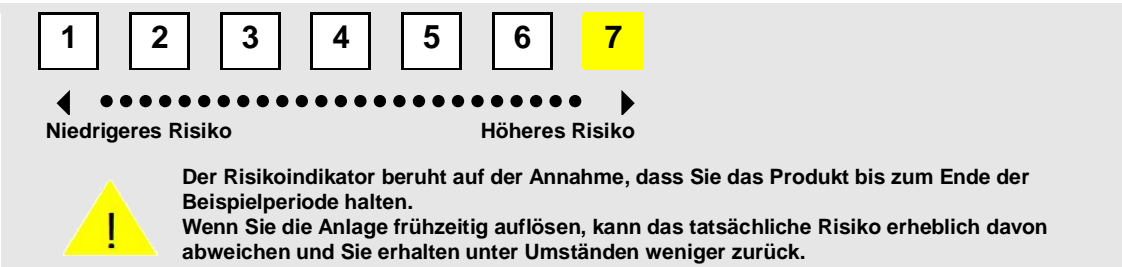 1 2 3 4 5 6 7
Niedrigeres Risiko Höheres Risiko
Der Risikoindikator beruht auf der Annahme, dass Sie das Produkt bis zum Ende der
Beispielperiode halten.
Wenn Sie die Anlage frühzeitig auflösen, kann das tatsächliche Risiko erheblich davon
abweichen und Sie erhalten unter Umständen weniger zurück.
!